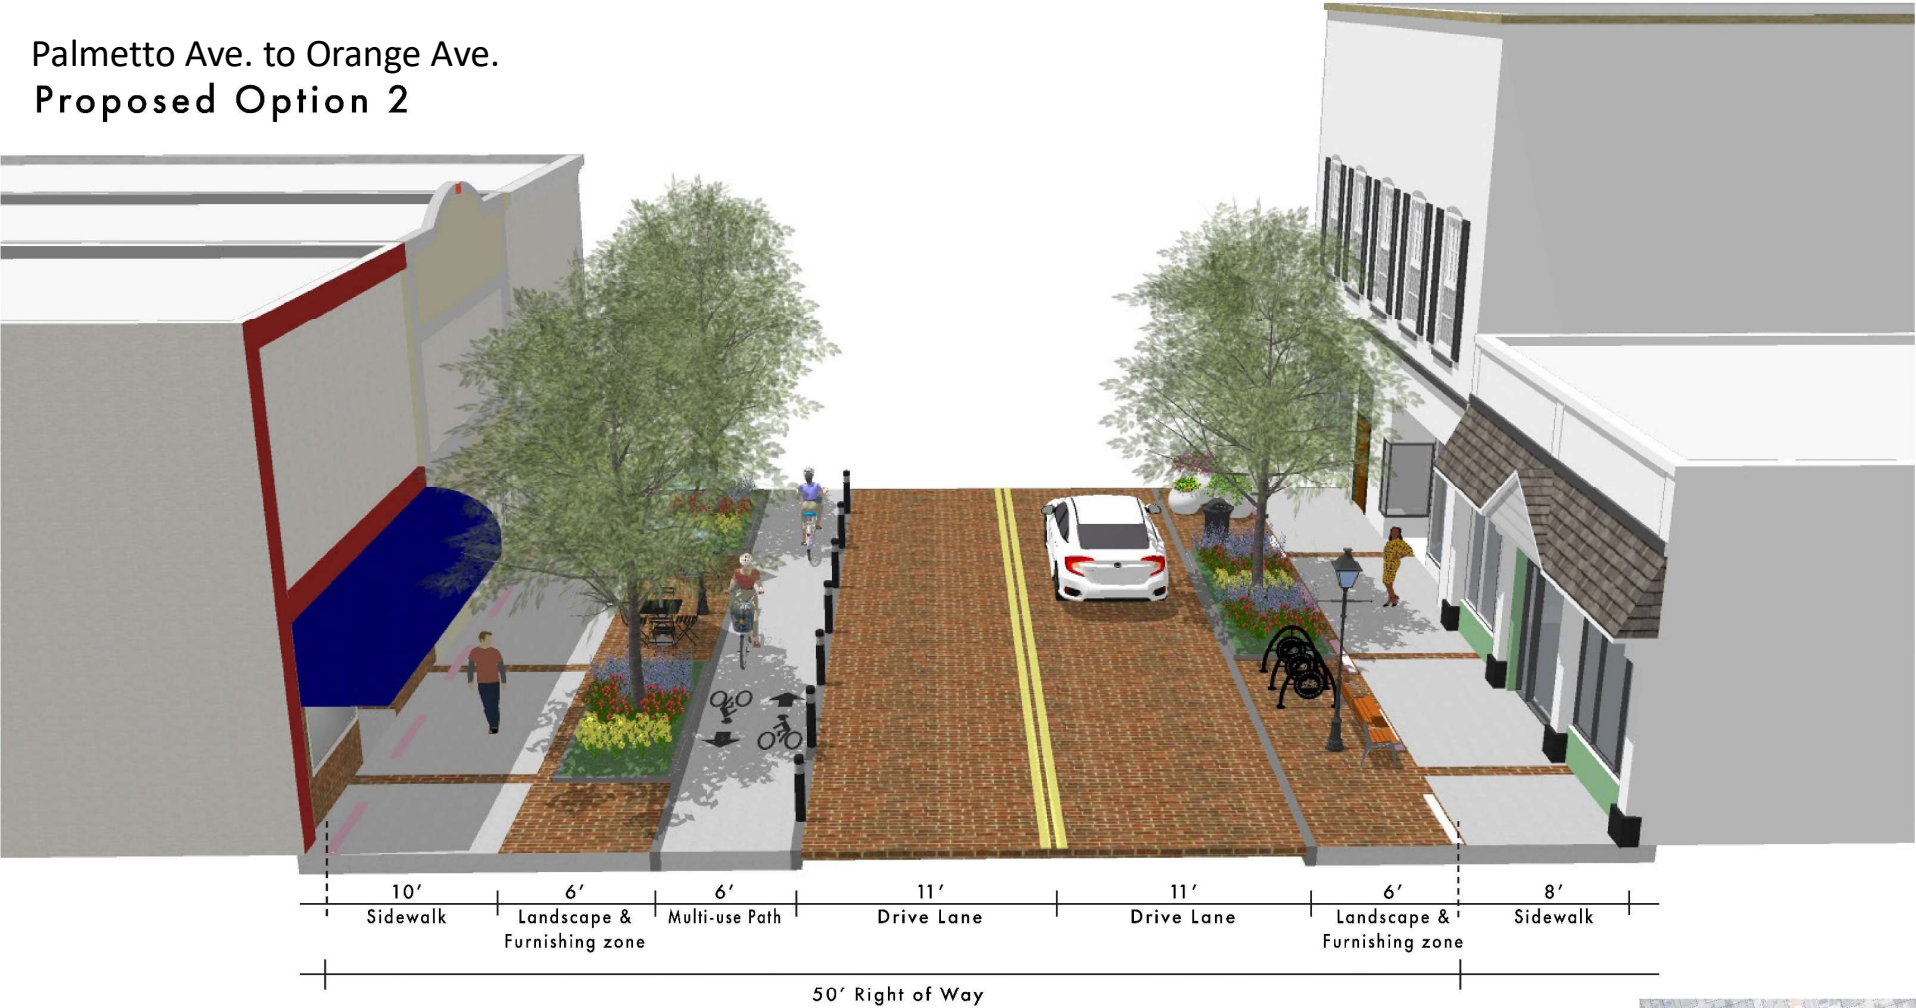 Palmetto Ave. to Orange Ave.
Proposed Option 2
10' 6' 6' 11' 11' 6' 8'
Sidewalk Landscape & Multi-use Path Drive Lane Drive Lane Landscape & Sidewalk
Furnishing zone Furnishing zone
50' Right of Way